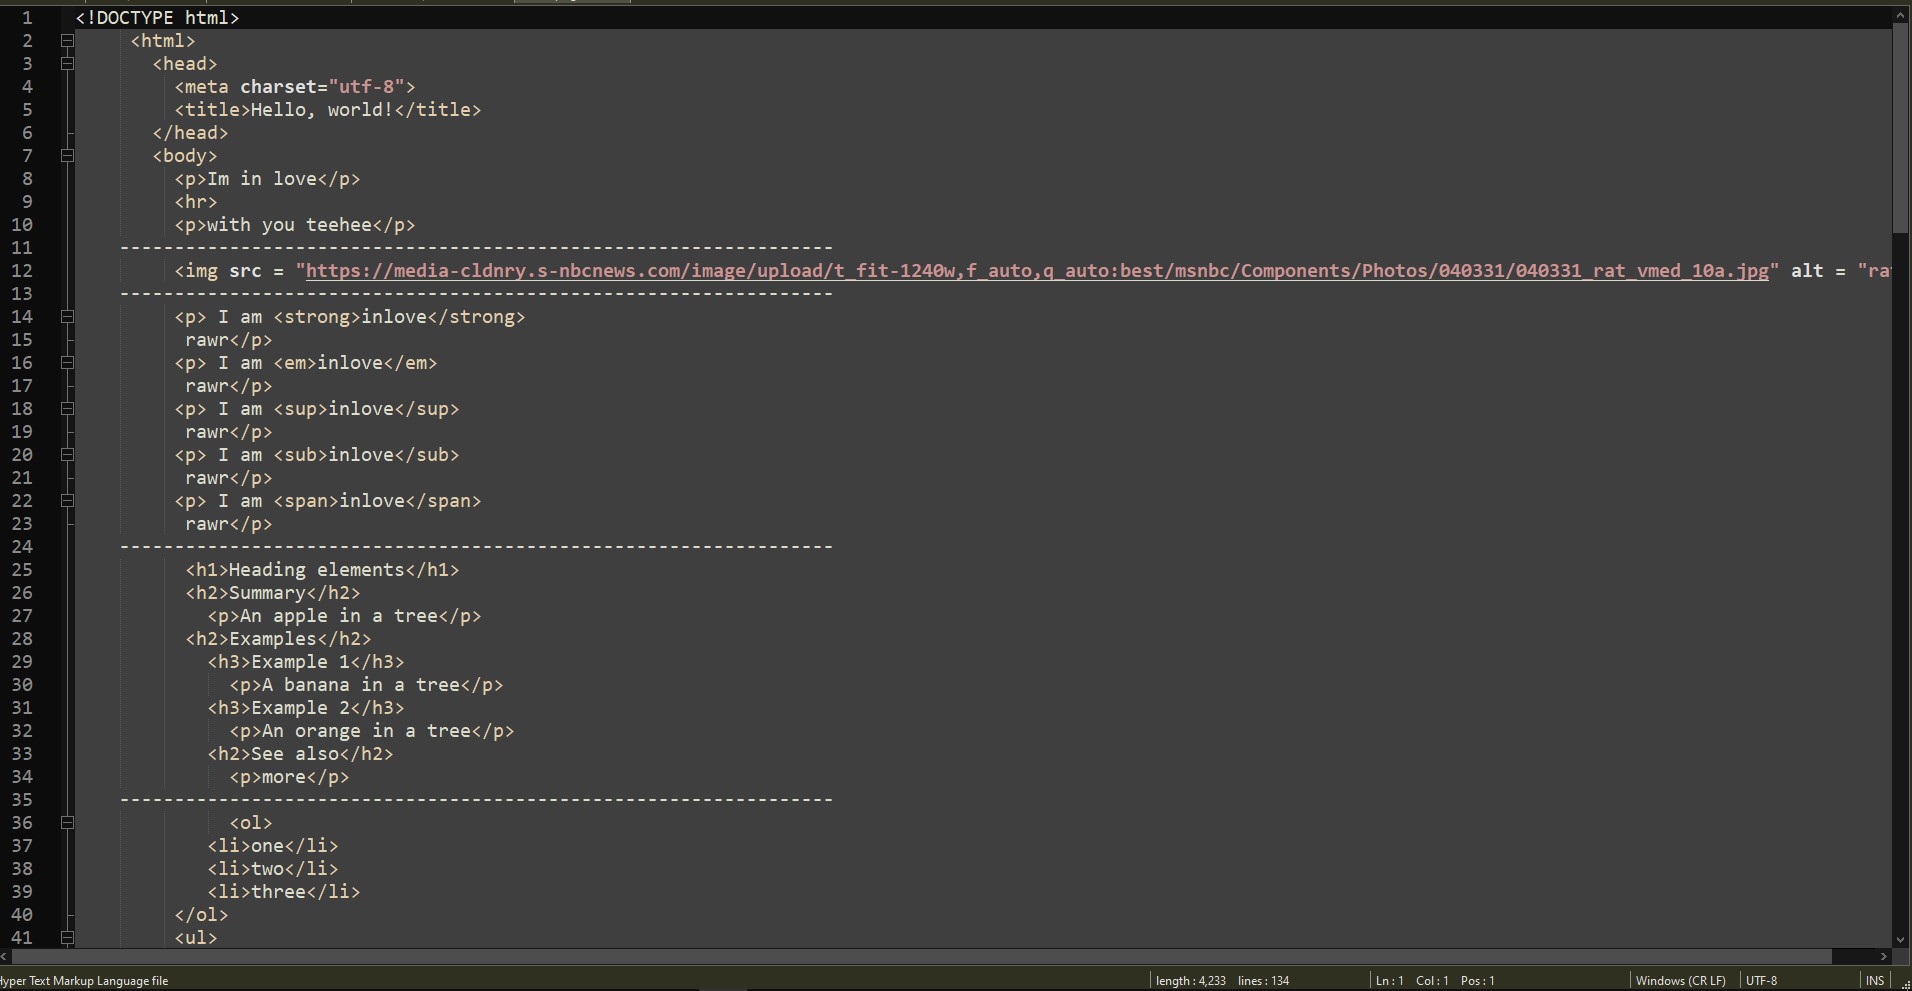 1 <!DOCTYPE html>
2 <html>
3 <head>
4 <meta charset="utf-8">
5 <title>Hello, world!</title>
6 </head>
7 <body>
8 <p>Im in love</p>
9 <hr>
10 <p>with you teehee</p>
11 -----------------------------------------------------------------
12 <img src = "https://media-cldnry.s-nbcnews.com/image/upload/t_fit-1240w,f_auto,q_auto:best/msnbc/Components/Photos/040331/040331_rat_vmed_10a.jpg" alt = "ra
13 -----------------------------------------------------------------
14 <p> I am <strong>inlove</strong>
15 rawr</p>
16 <p> I am <em>inlove</em>
17 rawr</p>
18 <p> I am <sup>inlove</sup>
19 rawr</p>
20 <p> I am <sub>inlove</sub>
21 rawr</p>
22 <p> I am <span>inlove</span>
23 rawr</p>
24 -----------------------------------------------------------------
25 <h1>Heading elements</h1>
26 <h2>Summary</h2>
27 <p>An apple in a tree</p>
28 <h2>Examples</h2>
29 <h3>Example 1</h3>
30 <p>A banana in a tree</p>
31 <h3>Example 2</h3>
32 <p>An orange in a tree</p>
33 <h2>See also</h2>
34 <p>more</p>
35 -----------------------------------------------------------------
36 <ol>
37 <li>one</li>
38 <li>two</li>
39 <li>three</li>
40 </ol>
41 <ul>
Hyper Text Markup Language file length : 4,233 lines : 134 Ln : 1 Col : 1 Pos : 1 Windows (CR LF) UTF-8 INS